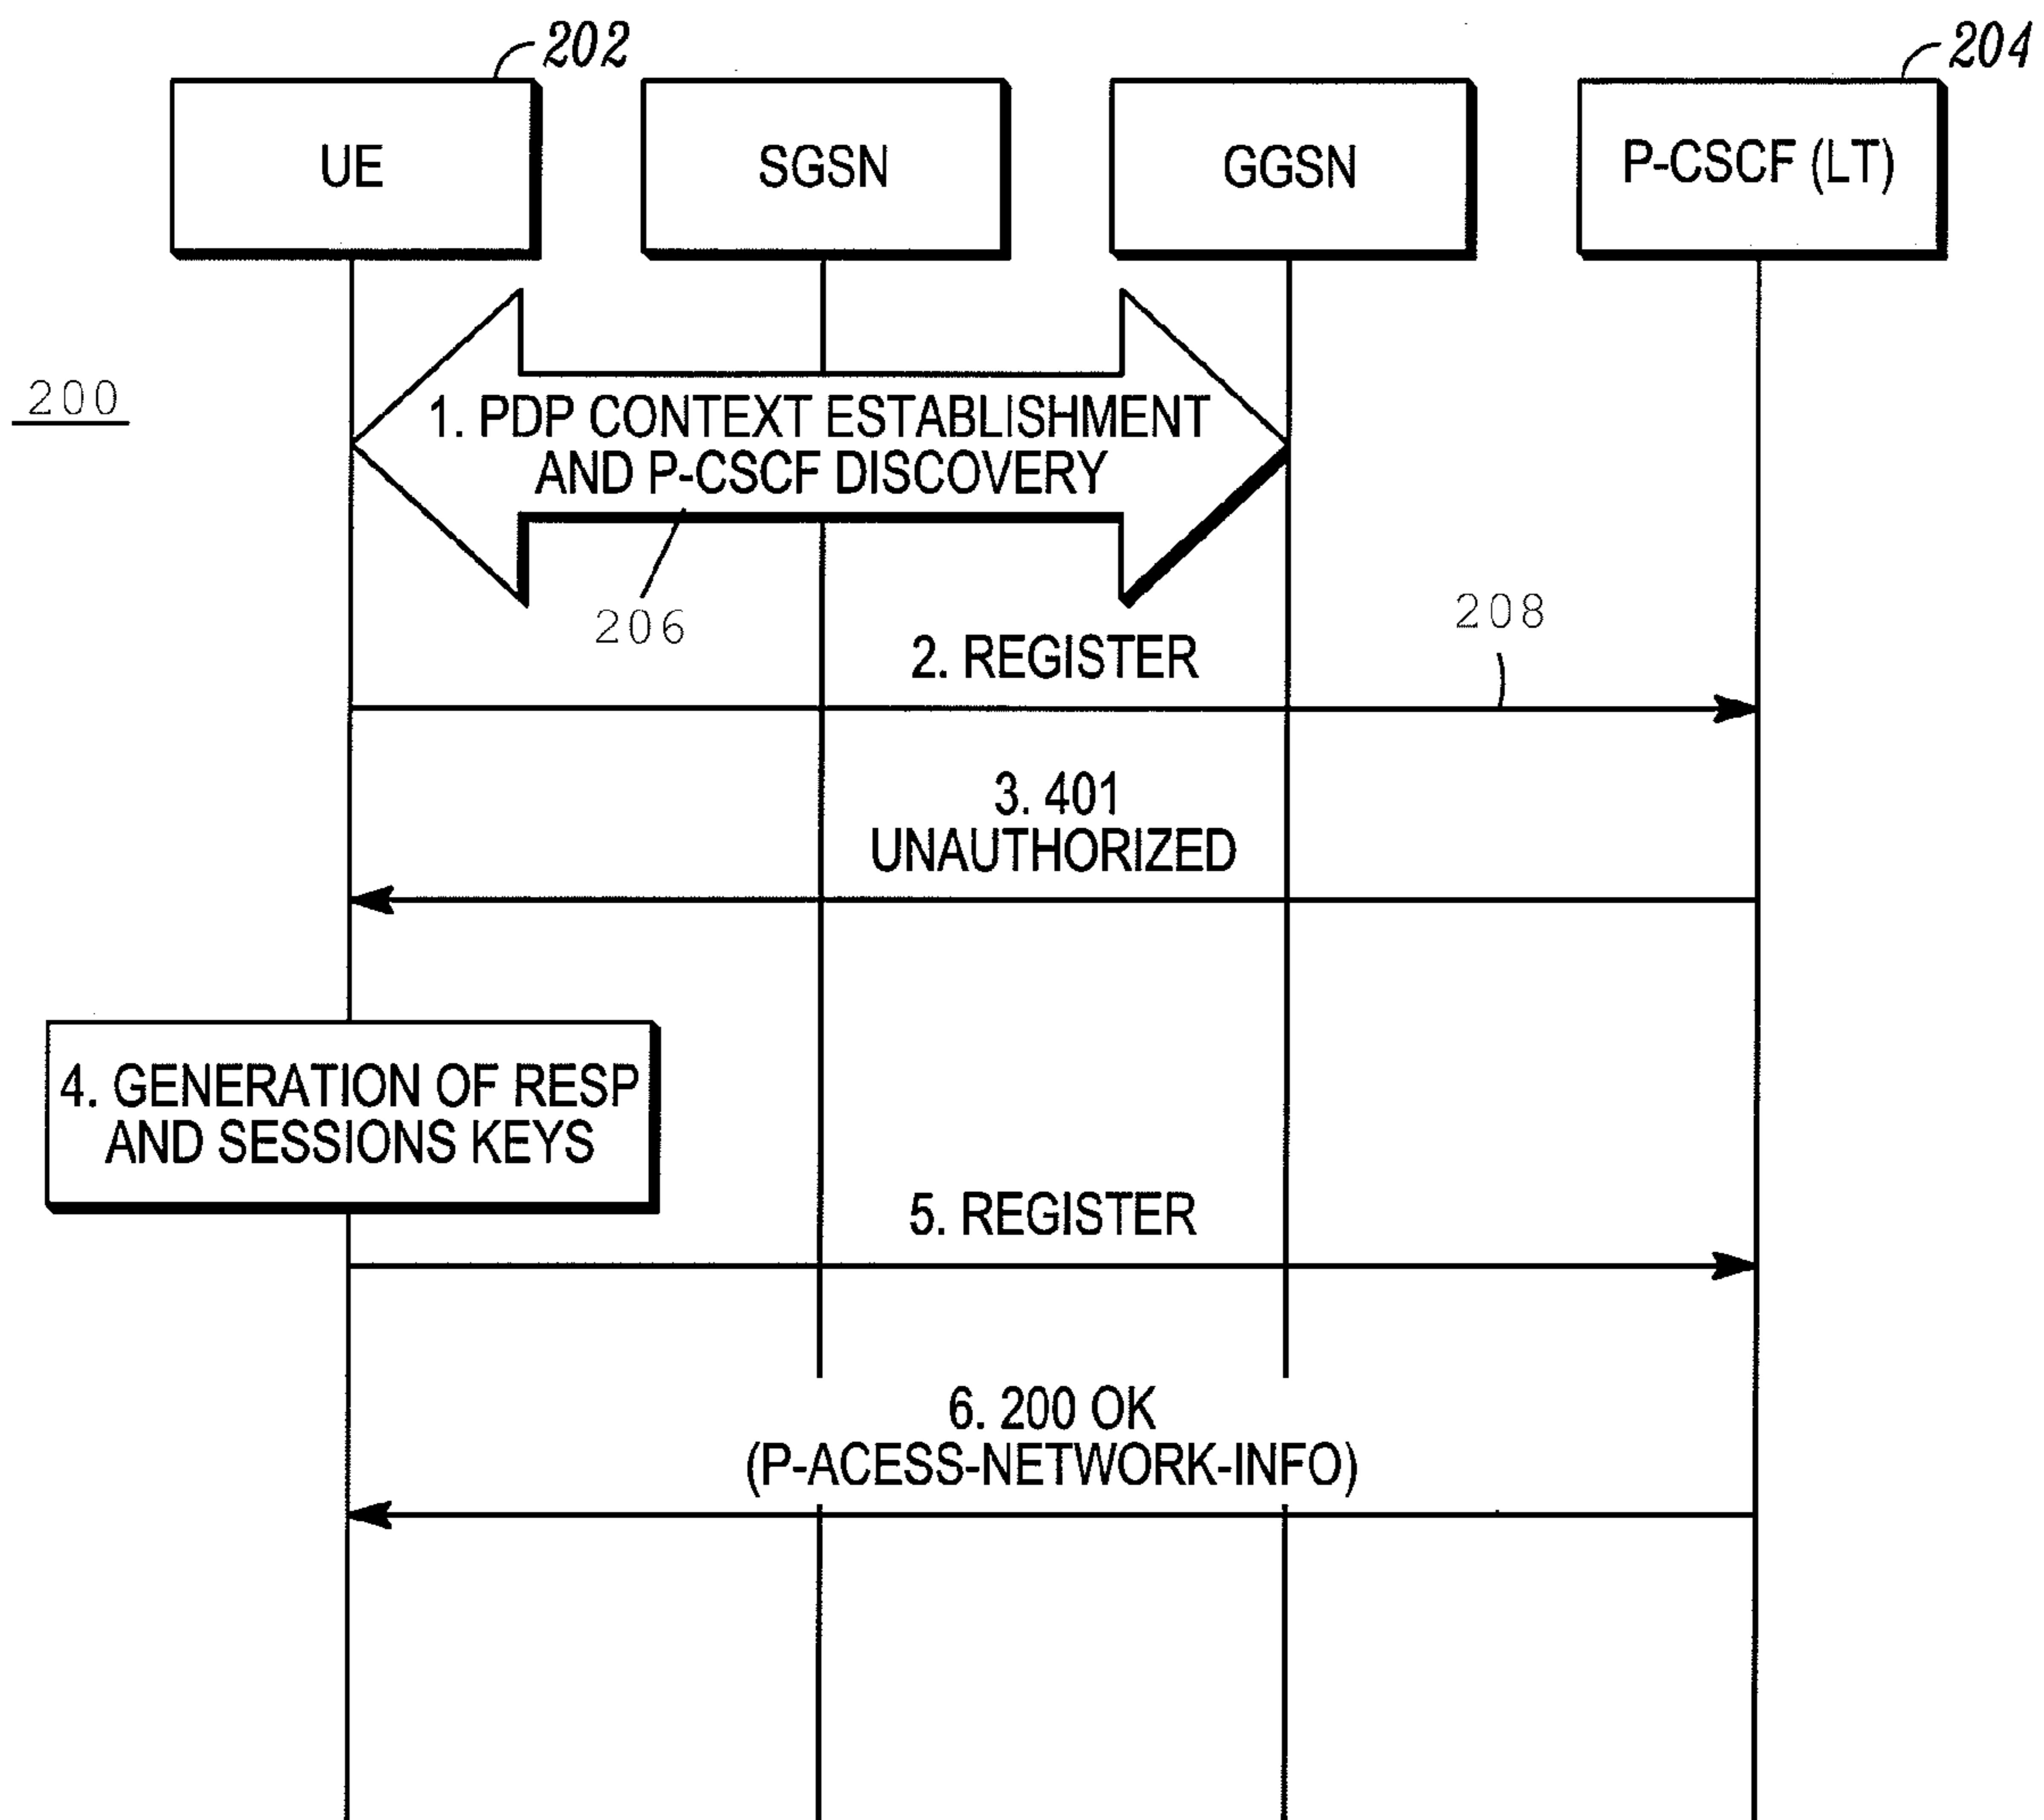 202
204
UE
SGSN
GGSN
P-CSCF (LT)
200
1. PDP CONTEXT ESTABLISHMENT
AND P-CSCF DISCOVERY
206
208
2. REGISTER
3. 401
UNAUTHORIZED
4. GENERATION OF RESP
AND SESSIONS KEYS
5. REGISTER
6. 200 OK
(P-ACESS-NETWORK-INFO)